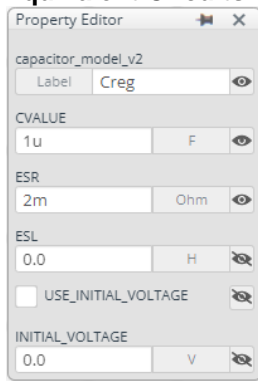 Property Editor
capacitor_model_v2
Label Creg
CVALUE
1u F
ESR
2m Ohm
ESL
0.0 H
USE_INITIAL_VOLTAGE
INITIAL_VOLTAGE
0.0 V